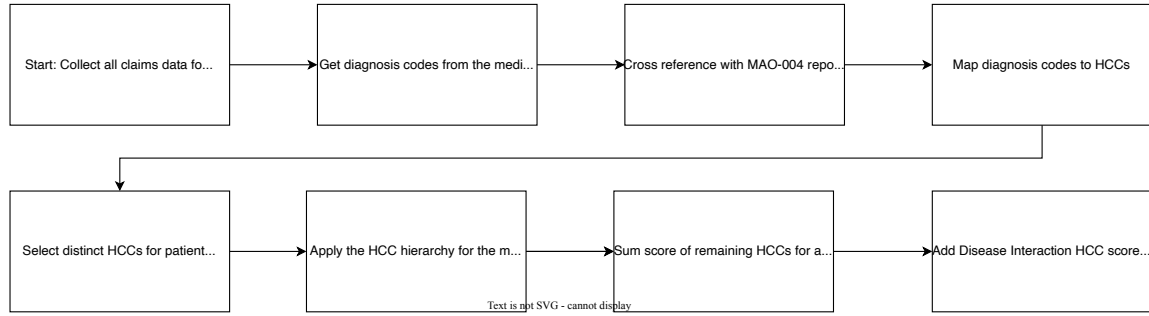 Start: Collect all claims data fo...
Get diagnosis codes from the medi...
Cross reference with MAO-004 repo...
Map diagnosis codes to HCCs
Select distinct HCCs for patient...
Apply the HCC hierarchy for the m...
Sum score of remaining HCCs for a...
Add Disease Interaction HCC score...
Text is not SVG - cannot display